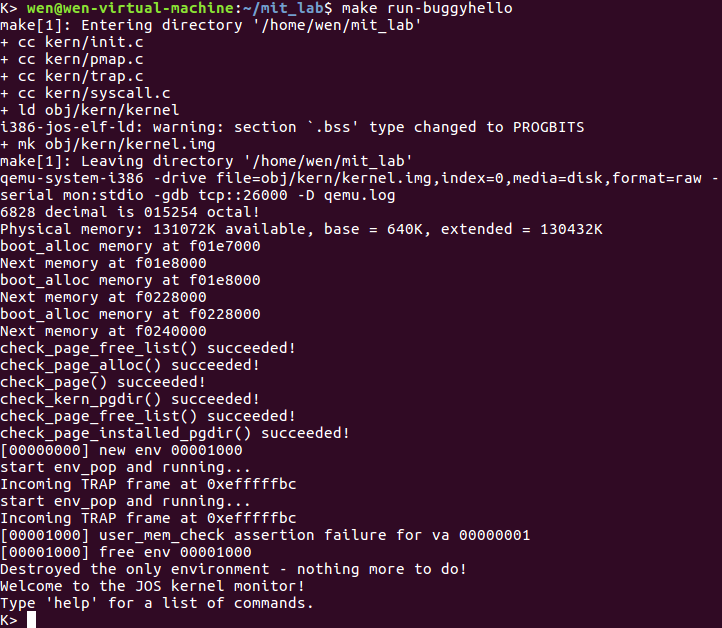 K> wen@wen-virtual-machine:~/mit_lab$ make run-buggyhello
make[1]: Entering directory '/home/wen/mit_lab'
+ cc kern/init.c
+ cc kern/pmap.c
+ cc kern/trap.c
+ cc kern/syscall.c
+ ld obj/kern/kernel
i386-jos-elf-ld: warning: section `.bss' type changed to PROGBITS
+ mk obj/kern/kernel.img
make[1]: Leaving directory '/home/wen/mit_lab'
qemu-system-i386 -drive file=obj/kern/kernel.img,index=0,media=disk,format=raw -
serial mon:stdio -gdb tcp::26000 -D qemu.log
6828 decimal is 015254 octal!
Physical memory: 131072K available, base = 640K, extended = 130432K
boot_alloc memory at f01e7000
Next memory at f01e8000
boot_alloc memory at f01e8000
Next memory at f0228000
boot_alloc memory at f0228000
Next memory at f0240000
check_page_free_list() succeeded!
check_page_alloc() succeeded!
check_page() succeeded!
check_kern_pgdir() succeeded!
check_page_free_list() succeeded!
check_page_installed_pgdir() succeeded!
[00000000] new env 00001000
start env_pop and running...
Incoming TRAP frame at 0xefffffbc
start env_pop and running...
Incoming TRAP frame at 0xefffffbc
[00001000] user_mem_check assertion failure for va 00000001
[00001000] free env 00001000
Destroyed the only environment - nothing more to do!
Welcome to the JOS kernel monitor!
Type 'help' for a list of commands.
K>